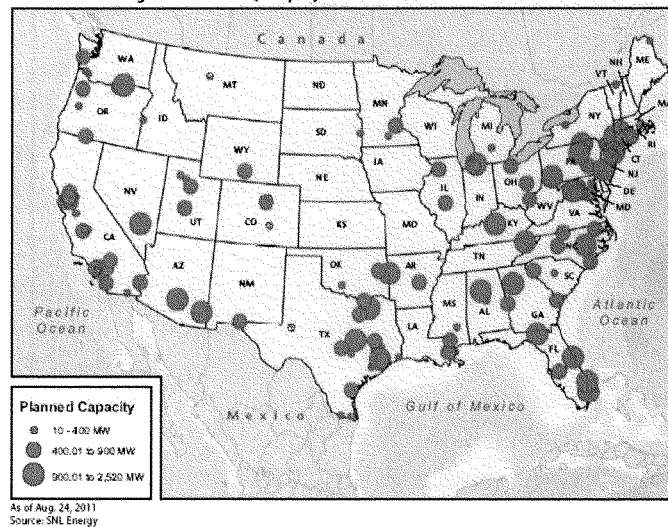 Canada
WA
MT
ND
MN
VT
NH
ME
OR
ID
SD
WI
MI
NY
RI
CT
NJ
DE
MD
WY
IA
PA
NE
OH
NV
UT
CO
IL
IN
WV
VA
KS
MO
KY
CA
TN
AZ
NM
OK
AR
SC
MS
AL
GA
TX
LA
FL
Pacific
Ocean
Atlantic
Ocean
Gulf of Mexico
Mexico
Planned Capacity
10 - 400 MW
400.01 to 900 MW
900.01 to 2,520 MW
As of Aug. 24, 2011
Source: SNL Energy